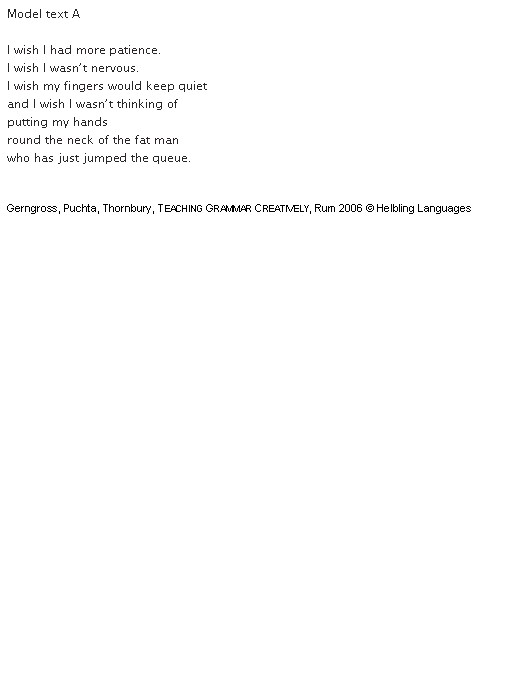 Model text A
I wish I had more patience.
I wish I wasn't nervous.
I wish my fingers would keep quiet
and I wish I wasn't thinking of
putting my hands
round the neck of the fat man
who has just jumped the queue.
Gerngross, Puchta, Thornbury, TEACHING GRAMMAR CREATIVELY, Rum 2006 © Helbling Languages